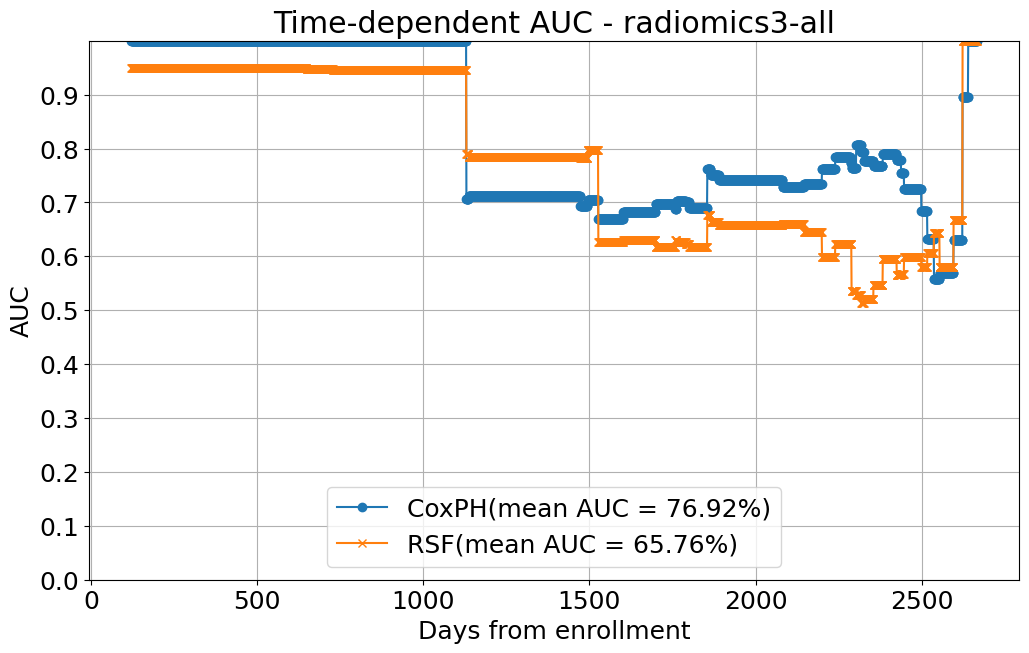 Time-dependent AUC - radiomics3-all
AUC
0.9
0.8
0.7
0.6
0.5
0.4
0.3
0.2
0.1
0.0
CoxPH(mean AUC = 76.92%)
RSF(mean AUC = 65.76%)
0 500 1000 1500 2000 2500
Days from enrollment